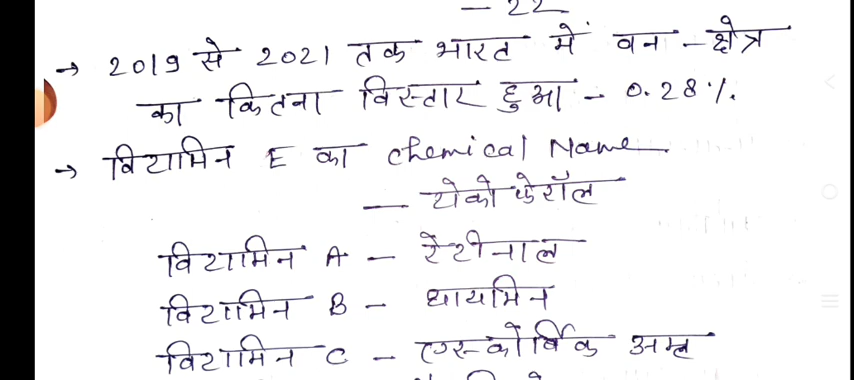 — 22
→ 2019 से 2021 तक भारत में वन - क्षेत्र
का कितना विस्तार हुआ - 0.28%.
→ विटामिन E का Chemical Name
— टोकोफेरॉल
विटामिन A - रेटीनाल
विटामिन B - थायमिन
विटामिन C - एस्कोर्बिक अम्ल